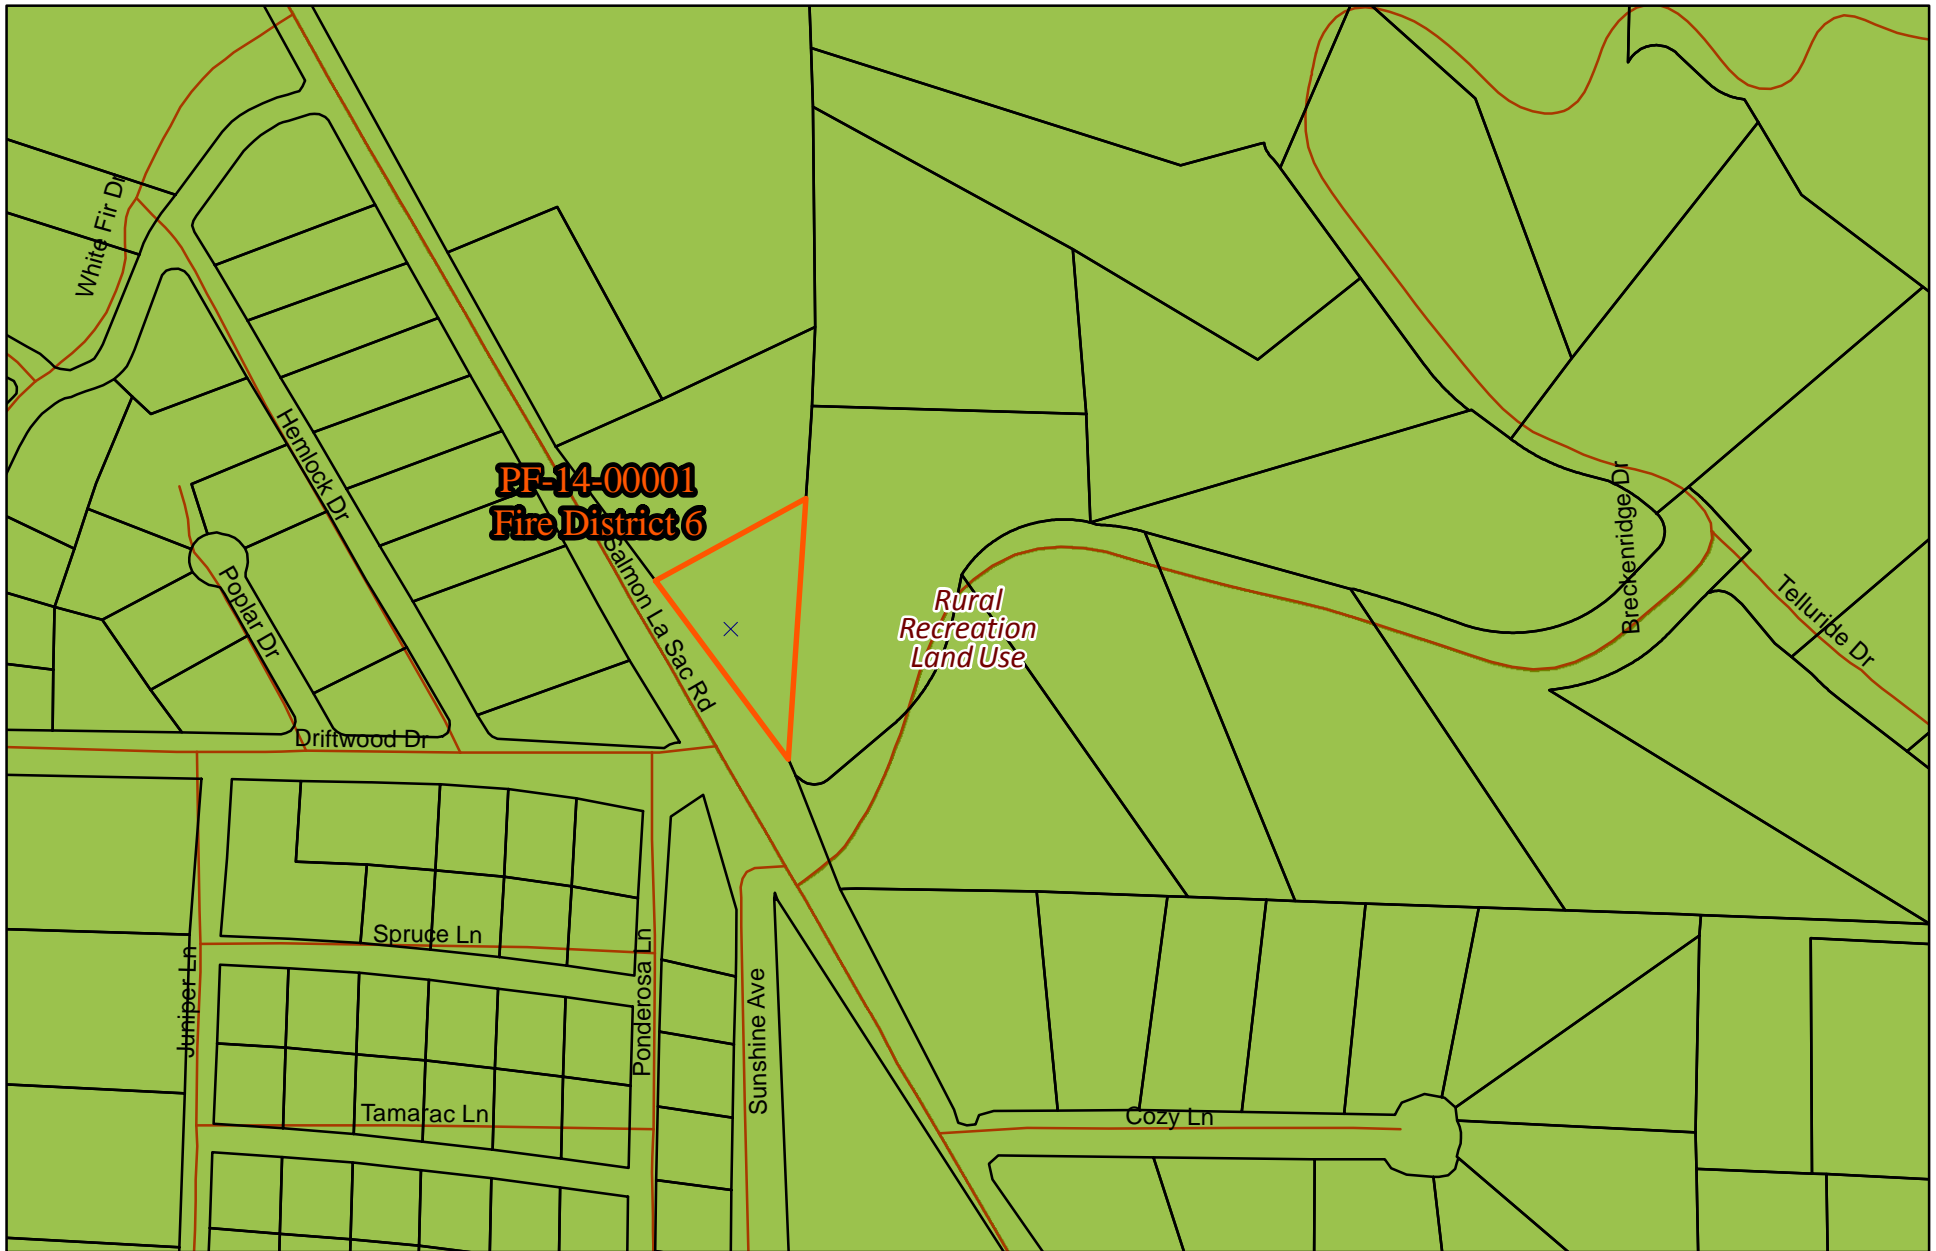 White Fir Dr
Hemlock Dr
PF-14-00001
Fire District 6
Salmon La Sac Rd
Poplar Dr
Driftwood Dr
Rural
Recreation
Land Use
Breckenridge Dr
Telluride Dr
Spruce Ln
Juniper Ln
Ponderosa Ln
Sunshine Ave
Tamarac Ln
Cozy Ln